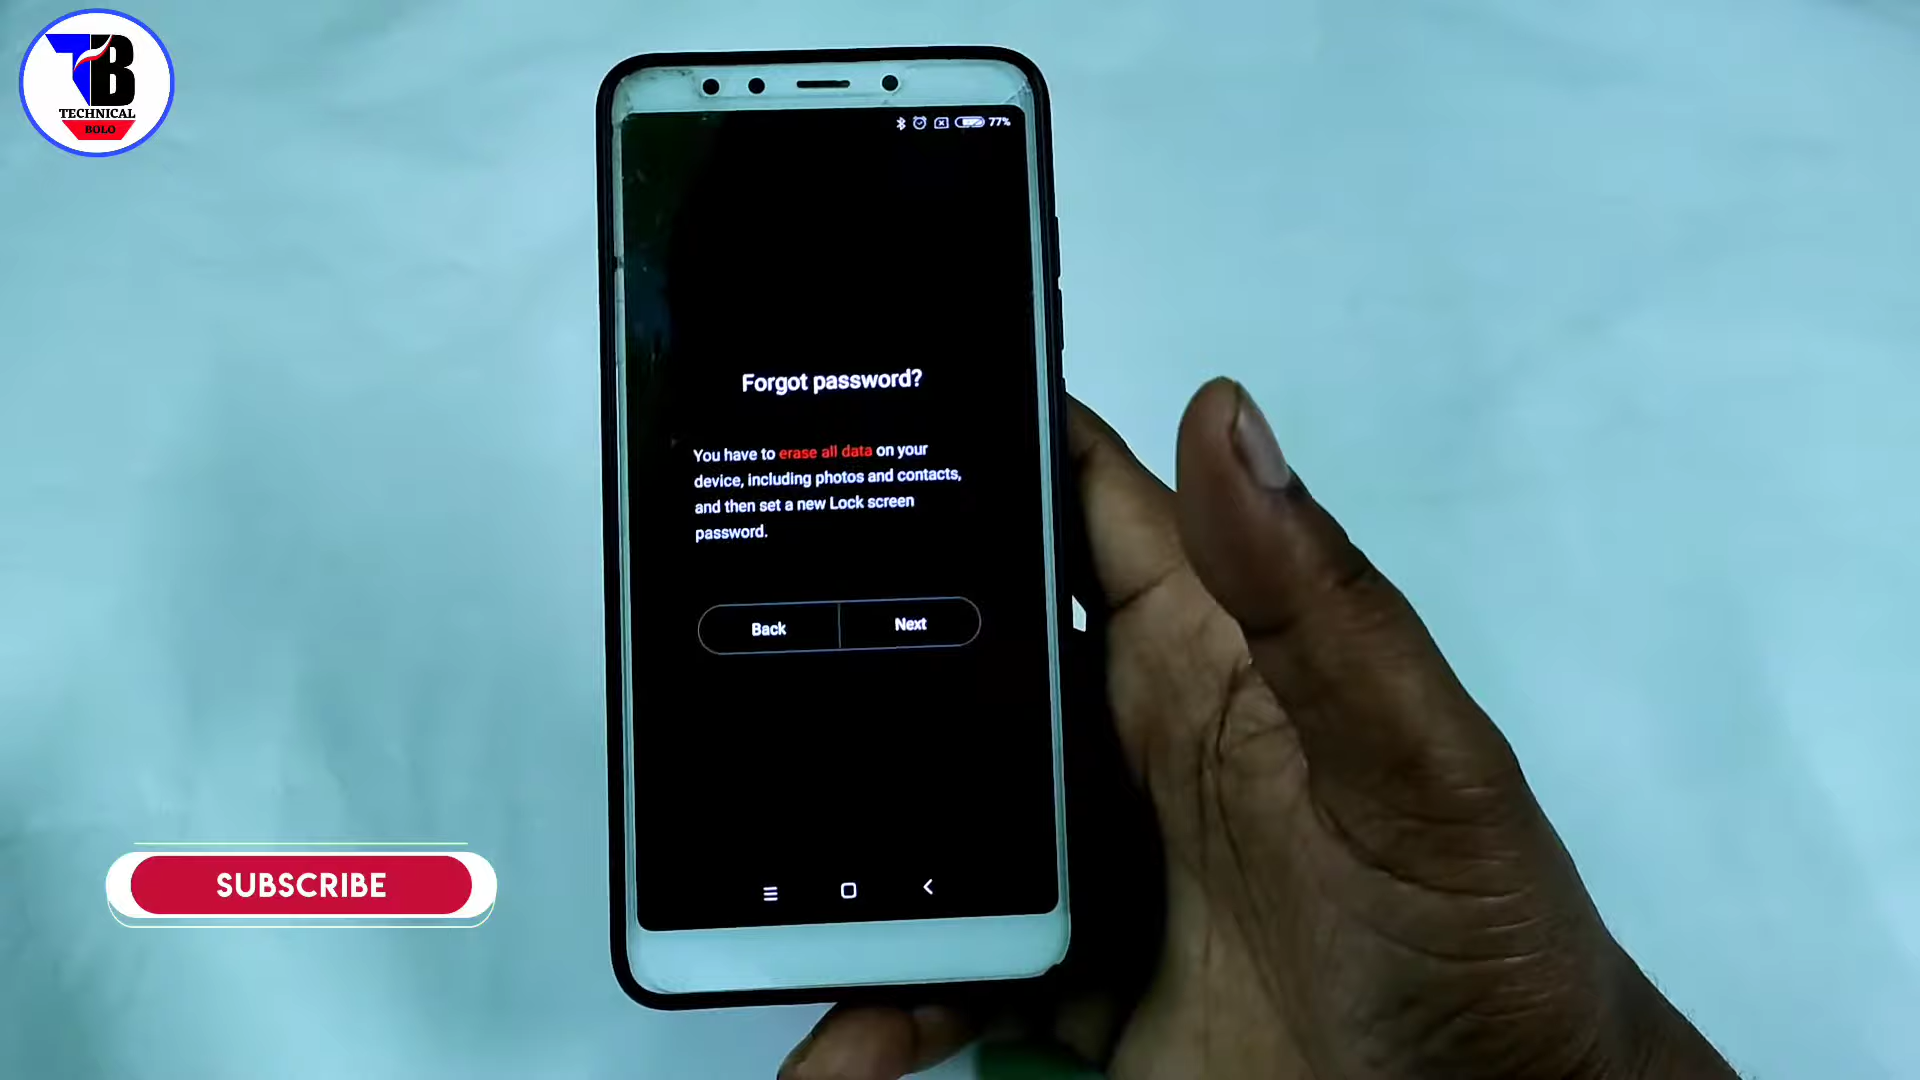 TB
TECHNICAL
BOLO
77%
Forgot password?
You have to erase all data on your
device, including photos and contacts,
and then set a new Lock screen
password.
Back Next
SUBSCRIBE